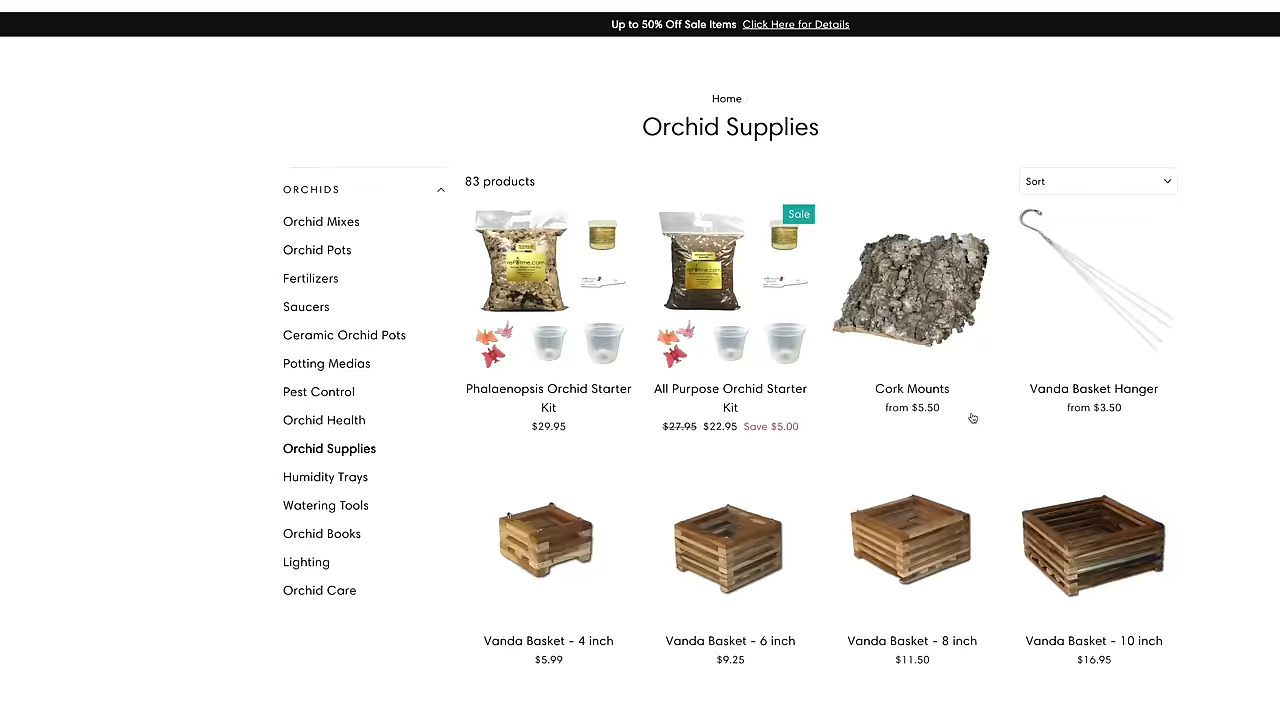 Up to 50% Off Sale Items Click Here for Details
Home
Orchid Supplies
ORCHIDS
Orchid Mixes
Orchid Pots
Fertilizers
Saucers
Ceramic Orchid Pots
Potting Medias
Pest Control
Orchid Health
Orchid Supplies
Humidity Trays
Watering Tools
Orchid Books
Lighting
Orchid Care
83 products
Sort
Sale
rePotme.com
rePotme.com
Phalaenopsis Orchid Starter
Kit
$29.95
All Purpose Orchid Starter
Kit
$27.95 $22.95 Save $5.00
Cork Mounts
from $5.50
Vanda Basket Hanger
from $3.50
Vanda Basket - 4 inch
$5.99
Vanda Basket - 6 inch
$9.25
Vanda Basket - 8 inch
$11.50
Vanda Basket - 10 inch
$16.95